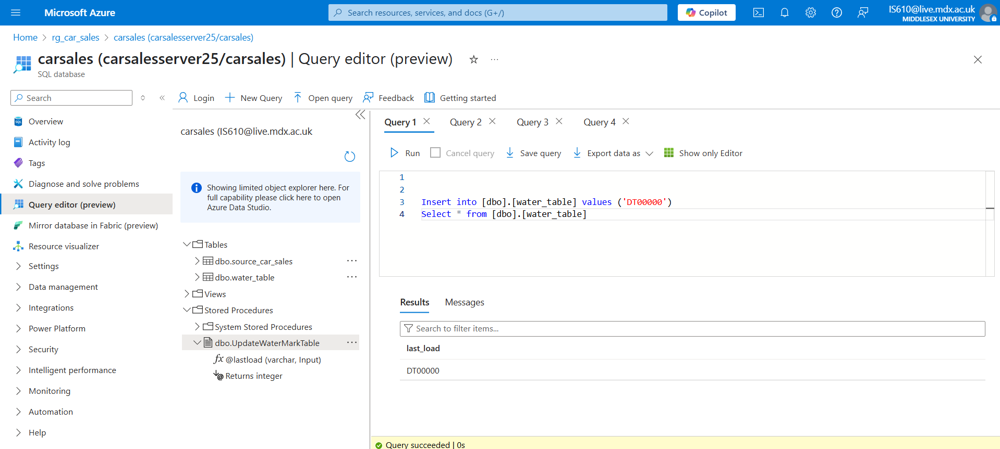 Microsoft Azure
Search resources, services, and docs (G+/)
Copilot
IS610@live.mdx.ac.uk
MIDDLESEX UNIVERSITY
Home > rg_car_sales > carsales (carsalesserver25/carsales)
carsales (carsalesserver25/carsales) | Query editor (preview)
SQL database
Search
Login
New Query
Open query
Feedback
Getting started
Overview
Activity log
Tags
Diagnose and solve problems
Query editor (preview)
Mirror database in Fabric (preview)
Resource visualizer
Settings
Data management
Integrations
Power Platform
Security
Intelligent performance
Monitoring
Automation
Help
carsales (IS610@live.mdx.ac.uk
Showing limited object explorer here. For
full capability please click here to open
Azure Data Studio.
Tables
dbo.source_car_sales
dbo.water_table
Views
Stored Procedures
System Stored Procedures
dbo.UpdateWaterMarkTable
@lastload (varchar, Input)
Returns integer
Query 1
Query 2
Query 3
Query 4
Run
Cancel query
Save query
Export data as
Show only Editor
1
2
3 Insert into [dbo].[water_table] values ('DT00000')
4 Select * from [dbo].[water_table]
Results
Messages
Search to filter items...
last_load
DT00000
Query succeeded | 0s